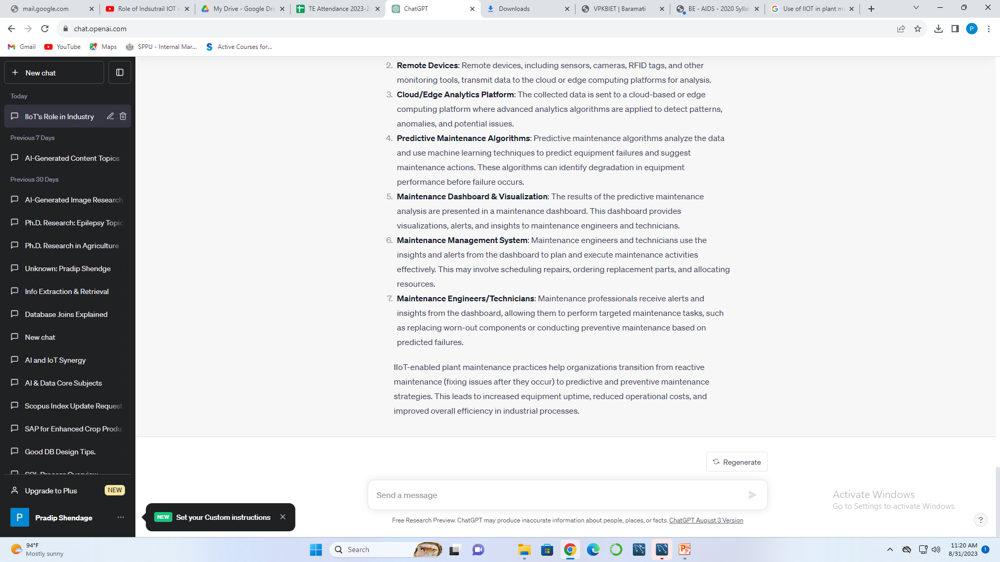 mail.google.com
Role of Indsutrail IOT i
My Drive - Google Dri
TE Attendance 2023-2
ChatGPT
Downloads
VPKBIET | Baramati
BE - AIDS - 2020 Sylla
Use of IIOT in plant m
chat.openai.com
P
Gmail
YouTube
Maps
SPPU - Internal Mar...
Active Courses for...
New chat
Today
IIoT's Role in Industry
Previous 7 Days
AI-Generated Content Topics
Previous 30 Days
AI-Generated Image Research
Ph.D. Research: Epilepsy Topic
Ph.D. Research in Agriculture
Unknown: Pradip Shendge
Info Extraction & Retrieval
Database Joins Explained
New chat
AI and IoT Synergy
AI & Data Core Subjects
Scopus Index Update Request
SAP for Enhanced Crop Produ
Good DB Design Tips.
SQL Process Overview
Upgrade to Plus
NEW
P
Pradip Shendage
2. Remote Devices: Remote devices, including sensors, cameras, RFID tags, and other
monitoring tools, transmit data to the cloud or edge computing platforms for analysis.
3. Cloud/Edge Analytics Platform: The collected data is sent to a cloud-based or edge
computing platform where advanced analytics algorithms are applied to detect patterns,
anomalies, and potential issues.
4. Predictive Maintenance Algorithms: Predictive maintenance algorithms analyze the data
and use machine learning techniques to predict equipment failures and suggest
maintenance actions. These algorithms can identify degradation in equipment
performance before failure occurs.
5. Maintenance Dashboard & Visualization: The results of the predictive maintenance
analysis are presented in a maintenance dashboard. This dashboard provides
visualizations, alerts, and insights to maintenance engineers and technicians.
6. Maintenance Management System: Maintenance engineers and technicians use the
insights and alerts from the dashboard to plan and execute maintenance activities
effectively. This may involve scheduling repairs, ordering replacement parts, and allocating
resources.
7. Maintenance Engineers/Technicians: Maintenance professionals receive alerts and
insights from the dashboard, allowing them to perform targeted maintenance tasks, such
as replacing worn-out components or conducting preventive maintenance based on
predicted failures.
IIoT-enabled plant maintenance practices help organizations transition from reactive
maintenance (fixing issues after they occur) to predictive and preventive maintenance
strategies. This leads to increased equipment uptime, reduced operational costs, and
improved overall efficiency in industrial processes.
Regenerate
Send a message
NEW Set your Custom instructions
Free Research Preview. ChatGPT may produce inaccurate information about people, places, or facts. ChatGPT August 3 Version
Activate Windows
Go to Settings to activate Windows.
?
94°F
Mostly sunny
Search
11:20 AM
8/31/2023
1